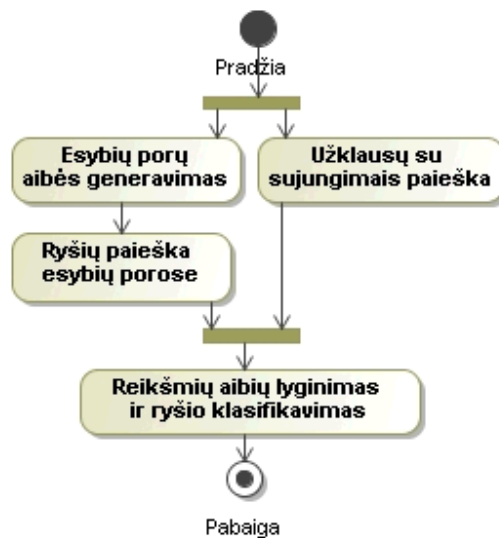 Pradžia
Esybių porų
aibės generavimas
Užklausų su
sujungimais paieška
Ryšių paieška
esybių porose
Reikšmių aibių lyginimas
ir ryšio klasifikavimas
Pabaiga